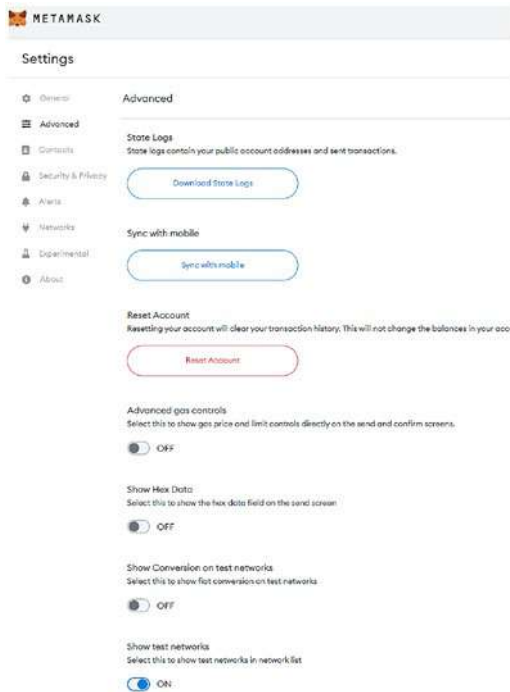 METAMASK
Settings
General
Advanced
Contacts
Security & Privacy
Alerts
Networks
Experimental
About
Advanced
State Logs
State logs contain your public account addresses and sent transactions.
Download State Logs
Sync with mobile
Sync with mobile
Reset Account
Resetting your account will clear your transaction history. This will not change the balances in your acc
Reset Account
Advanced gas controls
Select this to show gas price and limit controls directly on the send and confirm screens.
OFF
Show Hex Data
Select this to show the hex data field on the send screen
OFF
Show Conversion on test networks
Select this to show fiat conversion on test networks
OFF
Show test networks
Select this to show test networks in network list
ON